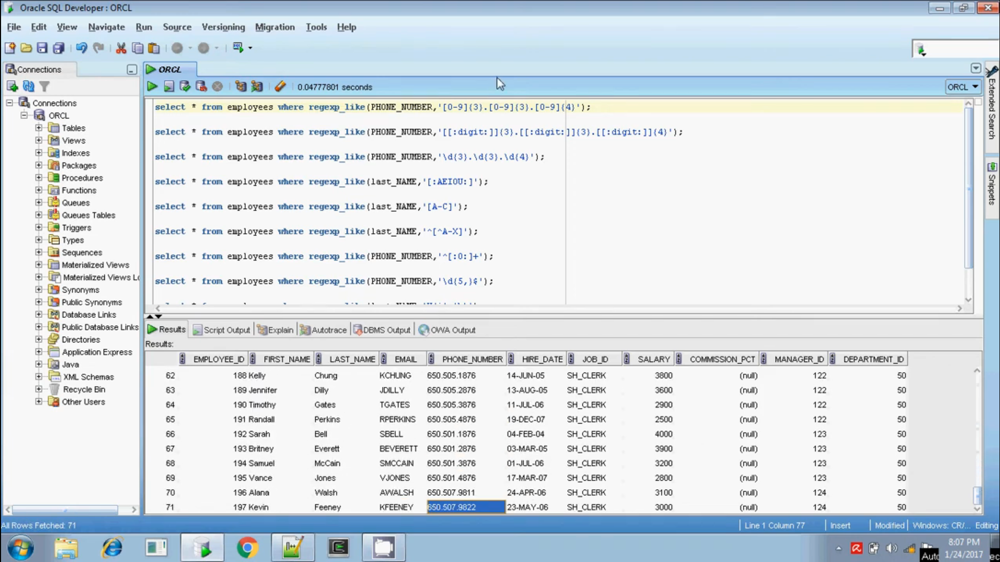 Oracle SQL Developer : ORCL
File Edit View Navigate Run Source Versioning Migration Tools Help
Connections
ORCL
0.04777801 seconds
ORCL
Extended Search
Snippets
Connections
ORCL
Tables
Views
Indexes
Packages
Procedures
Functions
Queues
Queues Tables
Triggers
Types
Sequences
Materialized Views
Materialized Views Lo
Synonyms
Public Synonyms
Database Links
Public Database Links
Directories
Application Express
Java
XML Schemas
Recycle Bin
Other Users
select * from employees where regexp_like(PHONE_NUMBER,'[0-9]{3}.[0-9]{3}.[0-9]{4}');
select * from employees where regexp_like(PHONE_NUMBER,'[[:digit:]]{3}.[[:digit:]]{3}.[[:digit:]]{4}');
select * from employees where regexp_like(PHONE_NUMBER,'\d{3}.\d{3}.\d{4}');
select * from employees where regexp_like(last_NAME,'[:AEIOU:]');
select * from employees where regexp_like(last_NAME,'[A-C]');
select * from employees where regexp_like(last_NAME,'^[^A-X]');
select * from employees where regexp_like(PHONE_NUMBER,'^[:0:]+');
select * from employees where regexp_like(PHONE_NUMBER,'\d{5,}$');
Results Script Output Explain Autotrace DBMS Output OWA Output
Results:
EMPLOYEE_ID FIRST_NAME LAST_NAME EMAIL PHONE_NUMBER HIRE_DATE JOB_ID SALARY COMMISSION_PCT MANAGER_ID DEPARTMENT_ID
62 188 Kelly Chung KCHUNG 650.505.1876 14-JUN-05 SH_CLERK 3800 (null) 122 50
63 189 Jennifer Dilly JDILLY 650.505.2876 13-AUG-05 SH_CLERK 3600 (null) 122 50
64 190 Timothy Gates TGATES 650.505.3876 11-JUL-06 SH_CLERK 2900 (null) 122 50
65 191 Randall Perkins RPERKINS 650.505.4876 19-DEC-07 SH_CLERK 2500 (null) 122 50
66 192 Sarah Bell SBELL 650.501.1876 04-FEB-04 SH_CLERK 4000 (null) 123 50
67 193 Britney Everett BEVERETT 650.501.2876 03-MAR-05 SH_CLERK 3900 (null) 123 50
68 194 Samuel McCain SMCCAIN 650.501.3876 01-JUL-06 SH_CLERK 3200 (null) 123 50
69 195 Vance Jones VJONES 650.501.4876 17-MAR-07 SH_CLERK 2800 (null) 123 50
70 196 Alana Walsh AWALSH 650.507.9811 24-APR-06 SH_CLERK 3100 (null) 124 50
71 197 Kevin Feeney KFEENEY 650.507.9822 23-MAY-06 SH_CLERK 3000 (null) 124 50
All Rows Fetched: 71
Line 1 Column 77 Insert Modified Windows: CR/... Editing
8:07 PM
1/24/2017